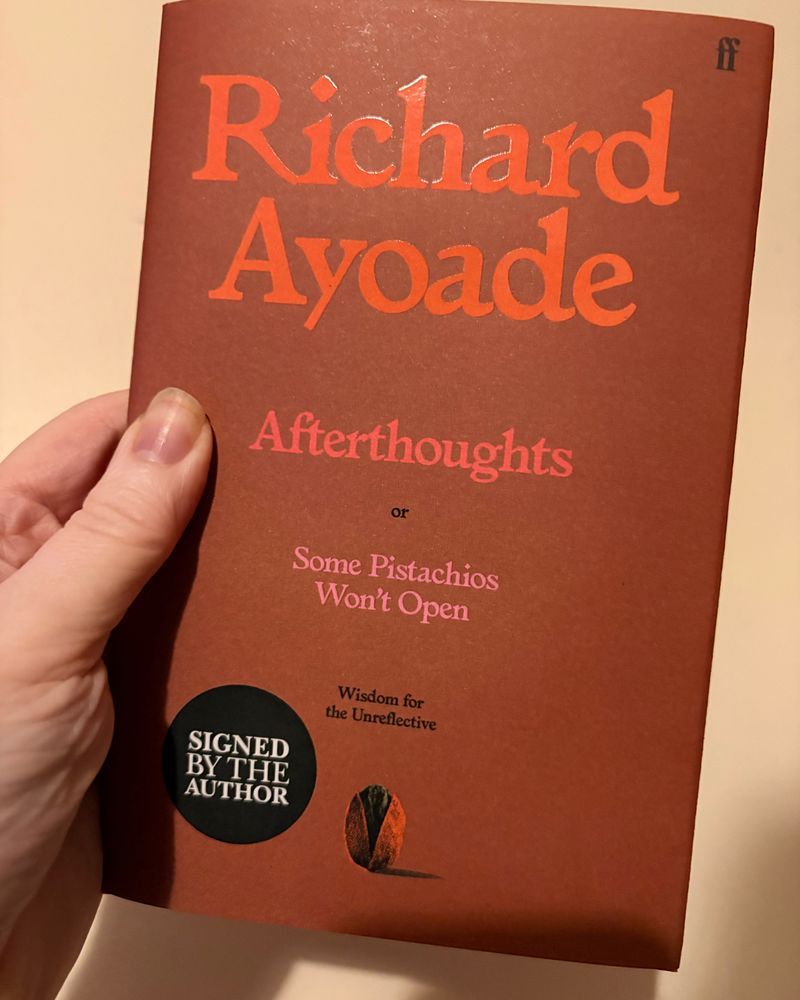 ff
Richard
Ayoade
Afterthoughts
or
Some Pistachios
Won't Open
Wisdom for
the Unreflective
SIGNED
BY THE
AUTHOR